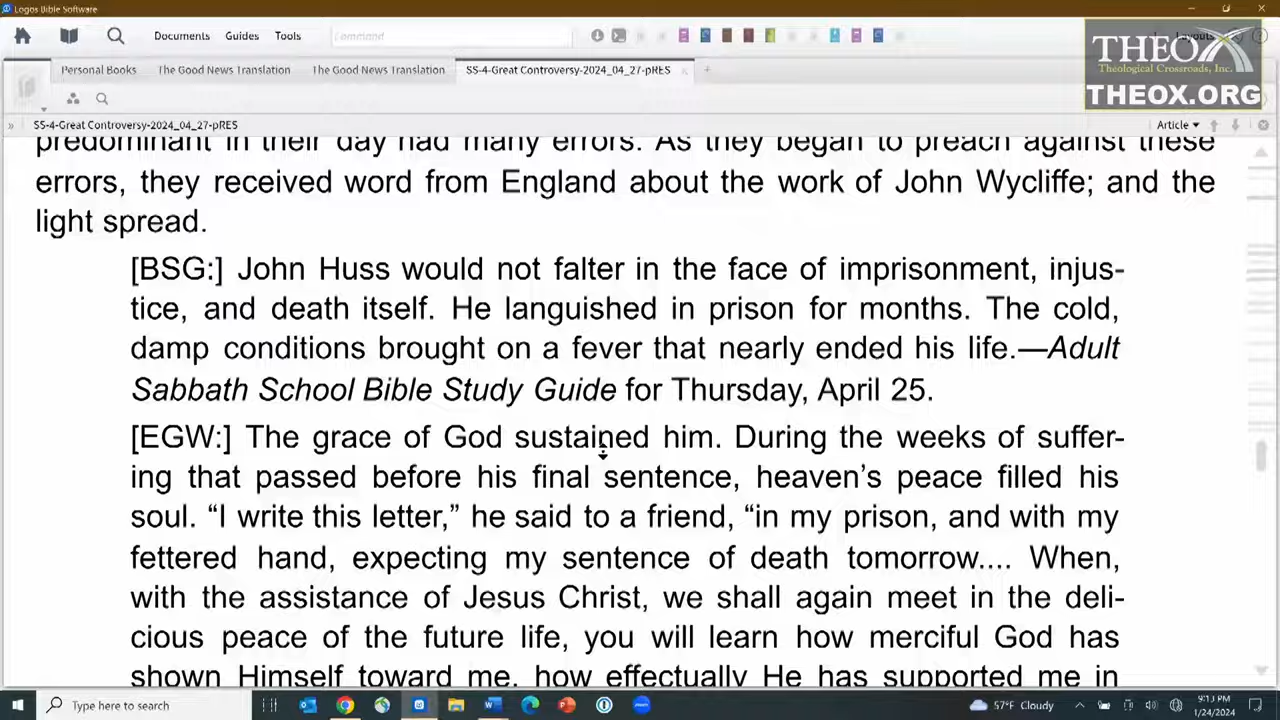 Logos Bible Software
Documents Guides Tools Command
THEOX
Theological Crossroads, Inc.
THEOX.ORG
Personal Books The Good News Translation The Good News Transl SS-4-Great Controversy-2024_04_27-pRES
SS-4-Great Controversy-2024_04_27-pRES Article
predominant in their day had many errors. As they began to preach against these
errors, they received word from England about the work of John Wycliffe; and the
light spread.
[BSG:] John Huss would not falter in the face of imprisonment, injus-
tice, and death itself. He languished in prison for months. The cold,
damp conditions brought on a fever that nearly ended his life.—Adult
Sabbath School Bible Study Guide for Thursday, April 25.
[EGW:] The grace of God sustained him. During the weeks of suffer-
ing that passed before his final sentence, heaven’s peace filled his
soul. “I write this letter,” he said to a friend, “in my prison, and with my
fettered hand, expecting my sentence of death tomorrow.... When,
with the assistance of Jesus Christ, we shall again meet in the deli-
cious peace of the future life, you will learn how merciful God has
shown Himself toward me, how effectually He has supported me in
Type here to search 57°F Cloudy 9:13 PM
1/24/2024